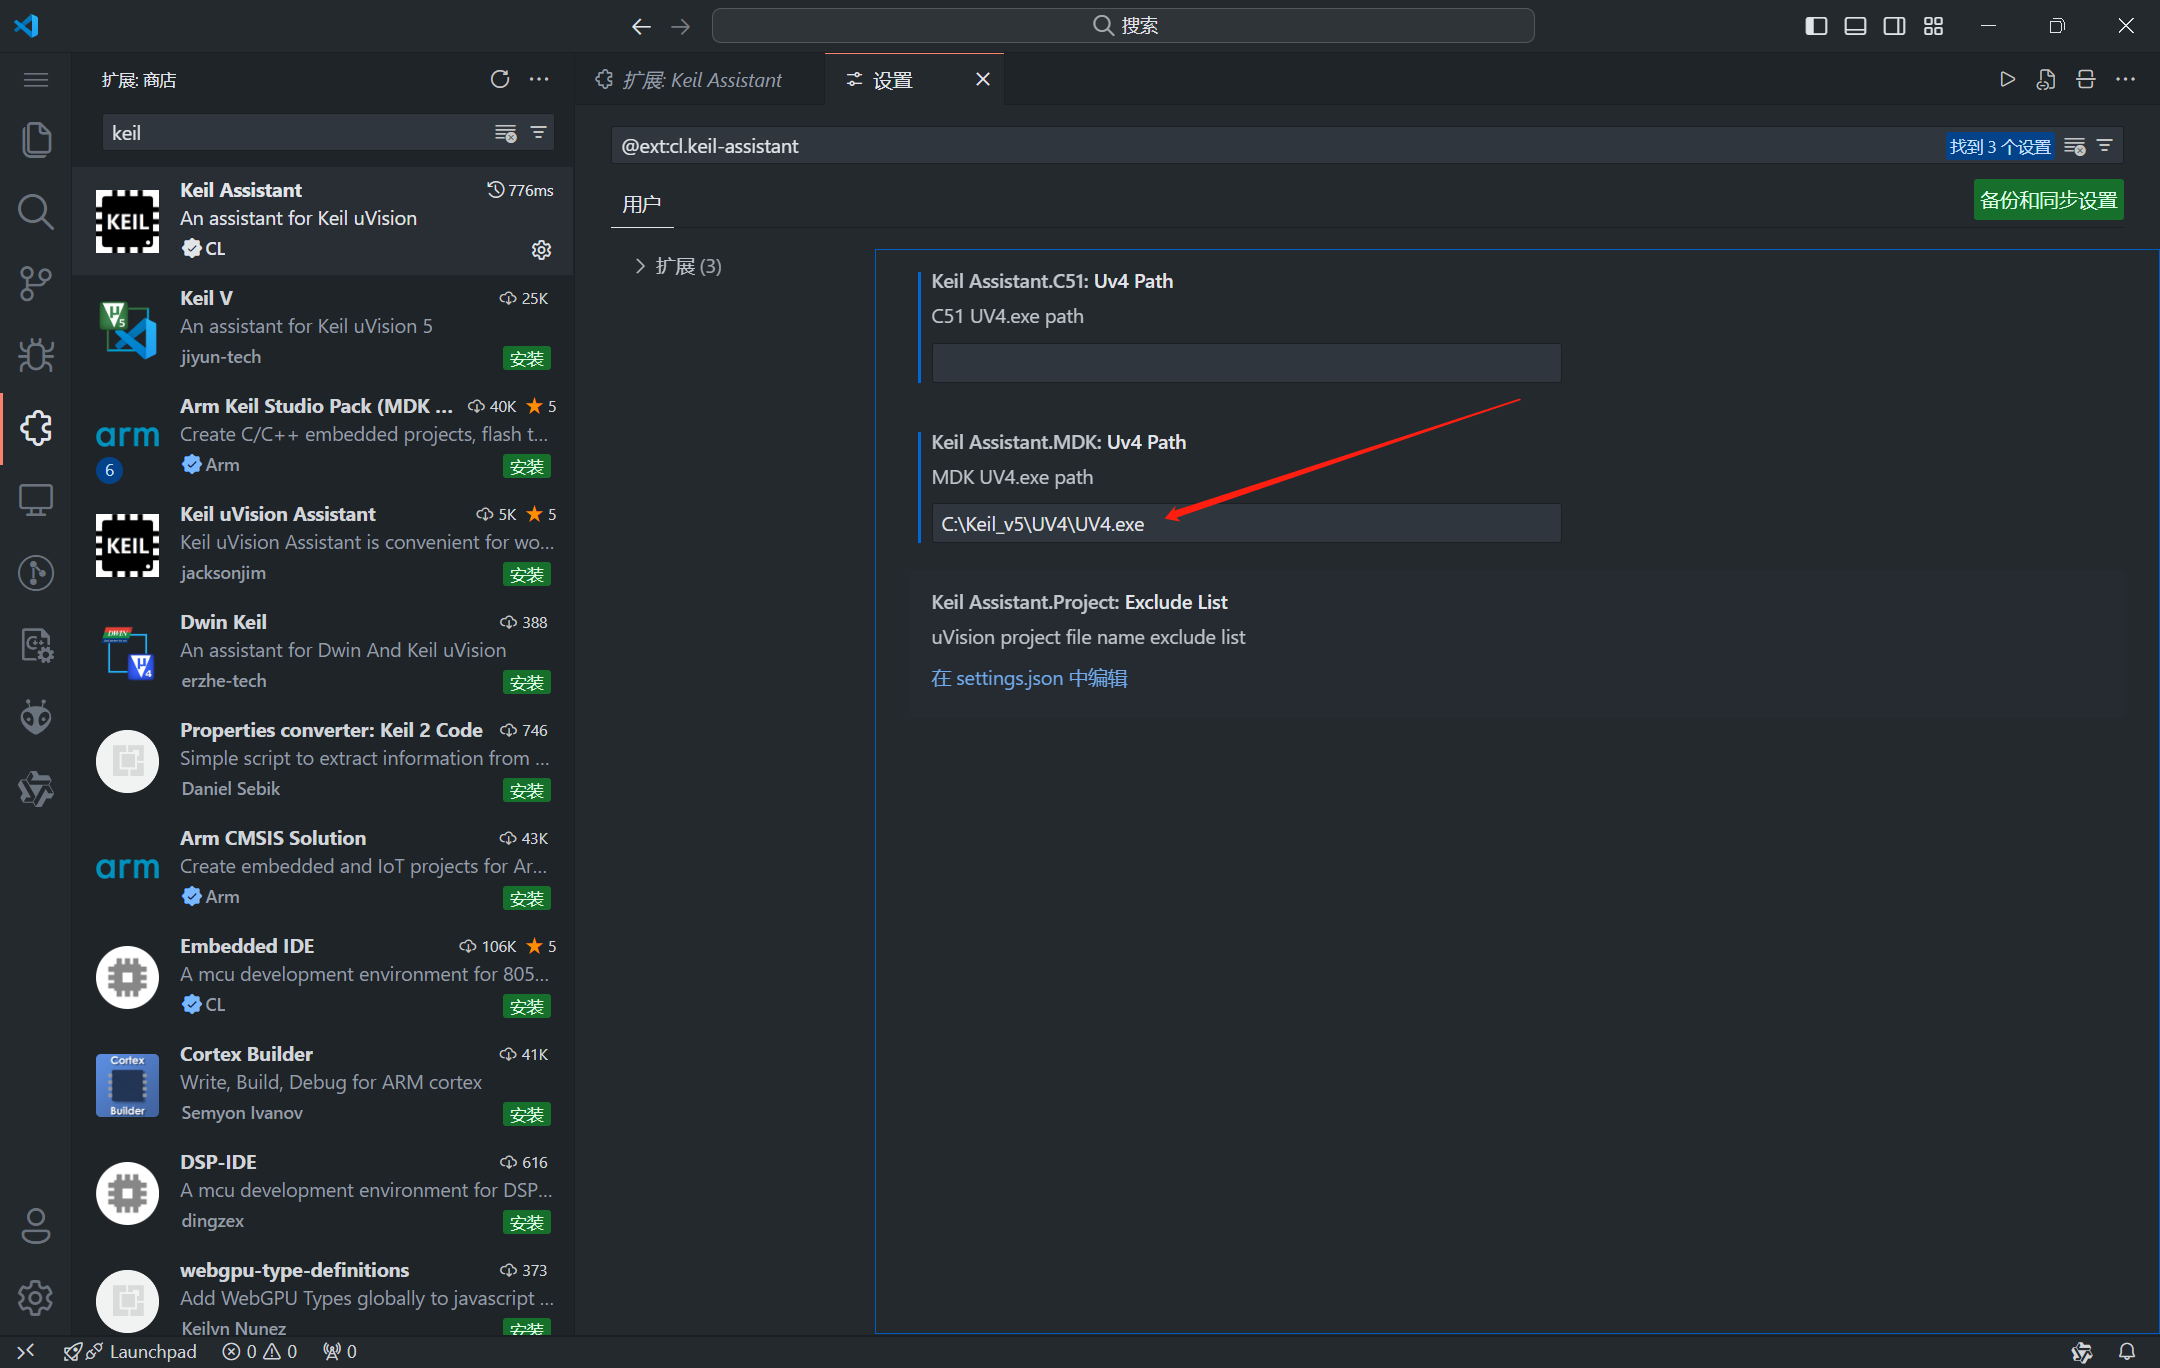 搜索
扩展: 商店
扩展: Keil Assistant
设置
keil
@ext:cl.keil-assistant
找到 3 个设置
用户
备份和同步设置
扩展 (3)
KEIL
Keil Assistant
776ms
An assistant for Keil uVision
CL
Keil V
25K
An assistant for Keil uVision 5
jiyun-tech
安装
arm
Arm Keil Studio Pack (MDK ...
40K
5
Create C/C++ embedded projects, flash t...
6
Arm
安装
KEIL
Keil uVision Assistant
5K
5
Keil uVision Assistant is convenient for wo...
jacksonjim
安装
DWIN
Dwin Keil
388
An assistant for Dwin And Keil uVision
erzhe-tech
安装
Properties converter: Keil 2 Code
746
Simple script to extract information from ...
Daniel Sebik
安装
arm
Arm CMSIS Solution
43K
Create embedded and IoT projects for Ar...
Arm
安装
Embedded IDE
106K
5
A mcu development environment for 805...
CL
安装
Cortex
Builder
Cortex Builder
41K
Write, Build, Debug for ARM cortex
Semyon Ivanov
安装
DSP-IDE
616
A mcu development environment for DSP...
dingzex
安装
webgpu-type-definitions
373
Add WebGPU Types globally to javascript ...
Keilyn Nunez
安装
Keil Assistant.C51: Uv4 Path
C51 UV4.exe path
Keil Assistant.MDK: Uv4 Path
MDK UV4.exe path
C:\Keil_v5\UV4\UV4.exe
Keil Assistant.Project: Exclude List
uVision project file name exclude list
在 settings.json 中编辑
Launchpad
0
0
0